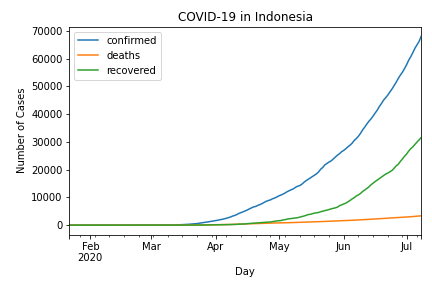 COVID-19 in Indonesia
70000
60000
50000
40000
30000
20000
10000
0
Number of Cases
confirmed
deaths
recovered
Feb
2020
Mar
Apr
May
Jun
Jul
Day